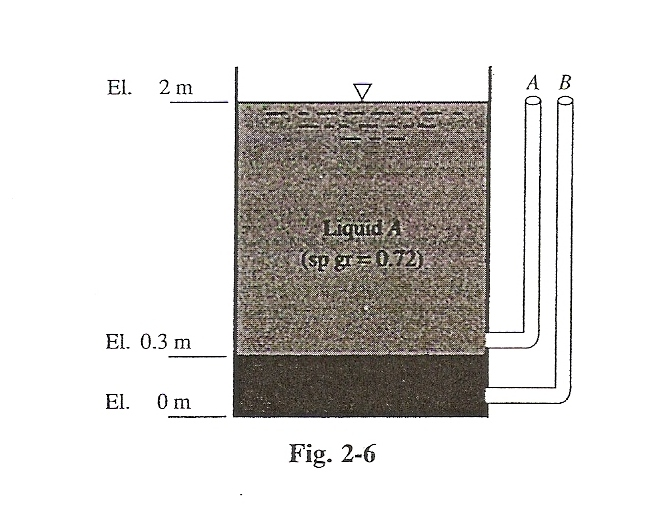 El. 2 m
A B
Liquid A
(sp gr = 0.72)
El. 0.3 m
El. 0 m
Fig. 2-6